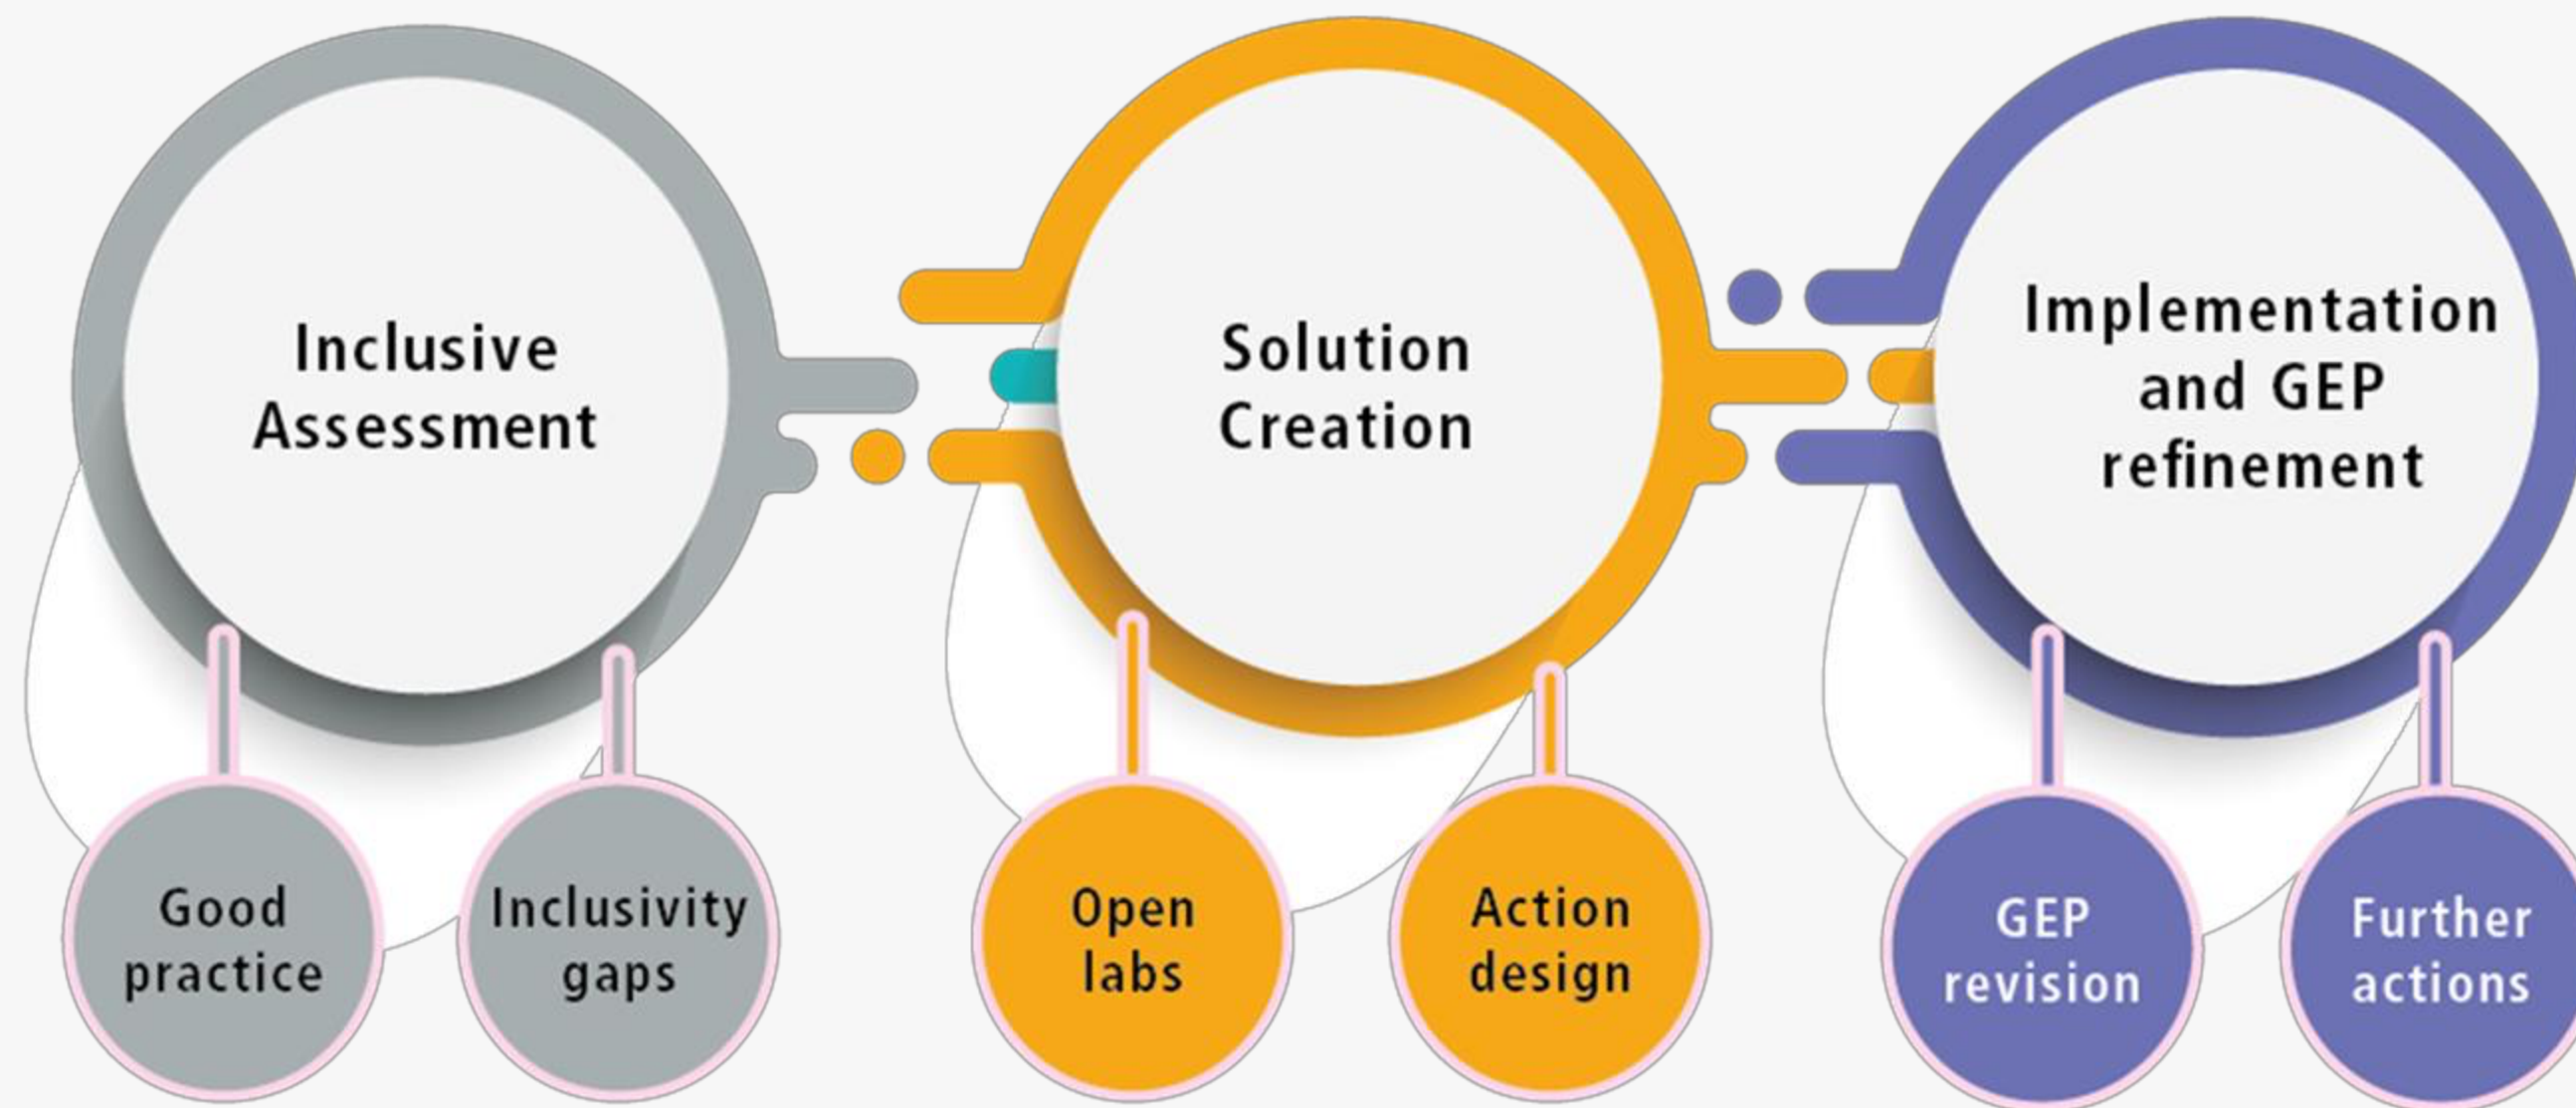 Inclusive
Assessment
Solution
Creation
Implementation
and GEP
refinement
Good
practice
Inclusivity
gaps
Open
labs
Action
design
GEP
revision
Further
actions